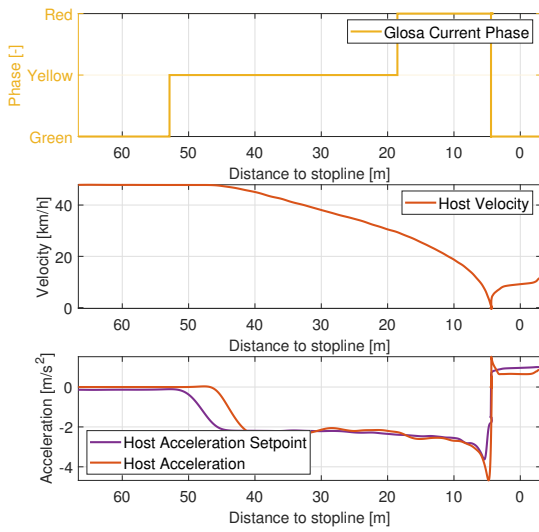 Red
Yellow
Green
Phase [-]
Glosa Current Phase
60 50 40 30 20 10 0
Distance to stopline [m]
40
20
0
Velocity [km/h]
Host Velocity
60 50 40 30 20 10 0
Distance to stopline [m]
0
-2
-4
Acceleration [m/s²]
Host Acceleration Setpoint
Host Acceleration
60 50 40 30 20 10 0
Distance to stopline [m]